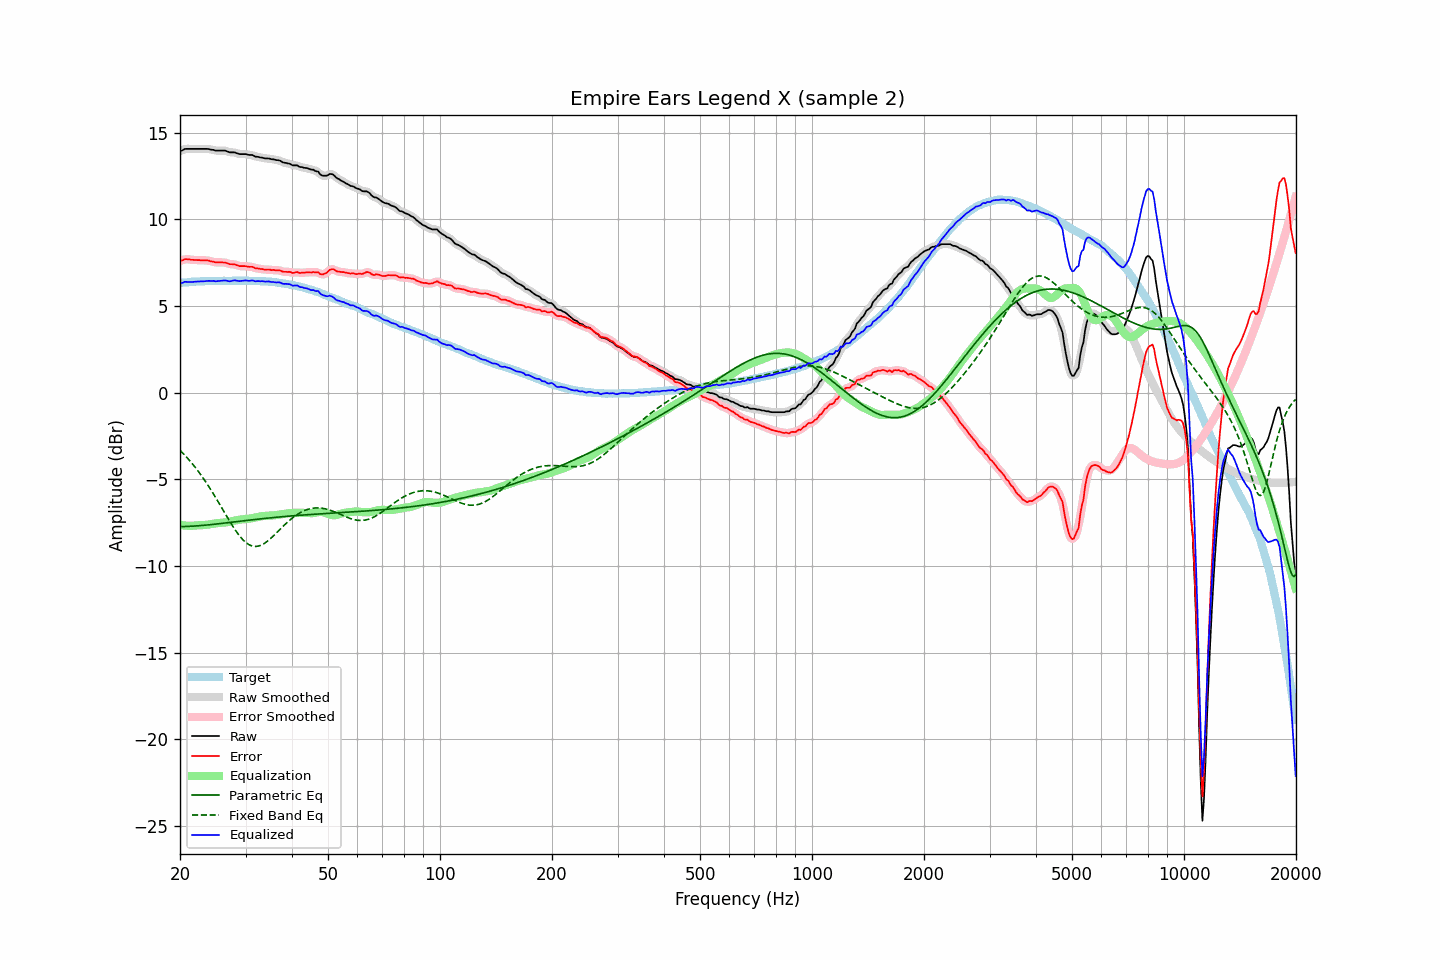 Empire Ears Legend X (sample 2)
Amplitude (dBr)
15
10
5
0
−5
−10
−15
−20
−25
Target
Raw Smoothed
Error Smoothed
Raw
Error
Equalization
Parametric Eq
Fixed Band Eq
Equalized
20 50 100 200 500 1000 2000 5000 10000 20000
Frequency (Hz)